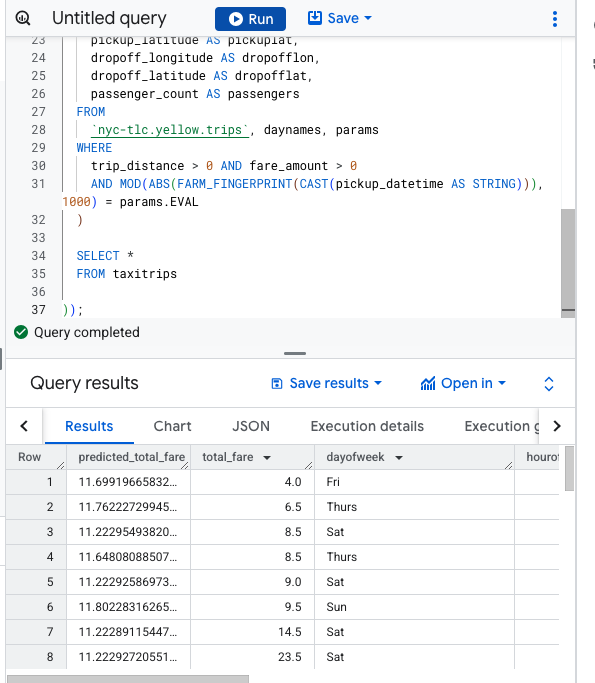 Untitled query
Run
Save
23 pickup_latitude AS pickuplat,
24 dropoff_longitude AS dropofflon,
25 dropoff_latitude AS dropofflat,
26 passenger_count AS passengers
27 FROM
28 `nyc-tlc.yellow.trips`, daynames, params
29 WHERE
30 trip_distance > 0 AND fare_amount > 0
31 AND MOD(ABS(FARM_FINGERPRINT(CAST(pickup_datetime AS STRING))),
1000) = params.EVAL
32 )
33
34 SELECT *
35 FROM taxitrips
36
37 ));
Query completed
Query results
Save results
Open in
Results Chart JSON Execution details Execution g
Row predicted_total_fare total_fare dayofweek hourof
1 11.69919665832... 4.0 Fri
2 11.76222729945... 6.5 Thurs
3 11.22295493820... 8.5 Sat
4 11.64808088507... 8.5 Thurs
5 11.22292586973... 9.0 Sat
6 11.80228316265... 9.5 Sun
7 11.22289115447... 14.5 Sat
8 11.22292720551... 23.5 Sat